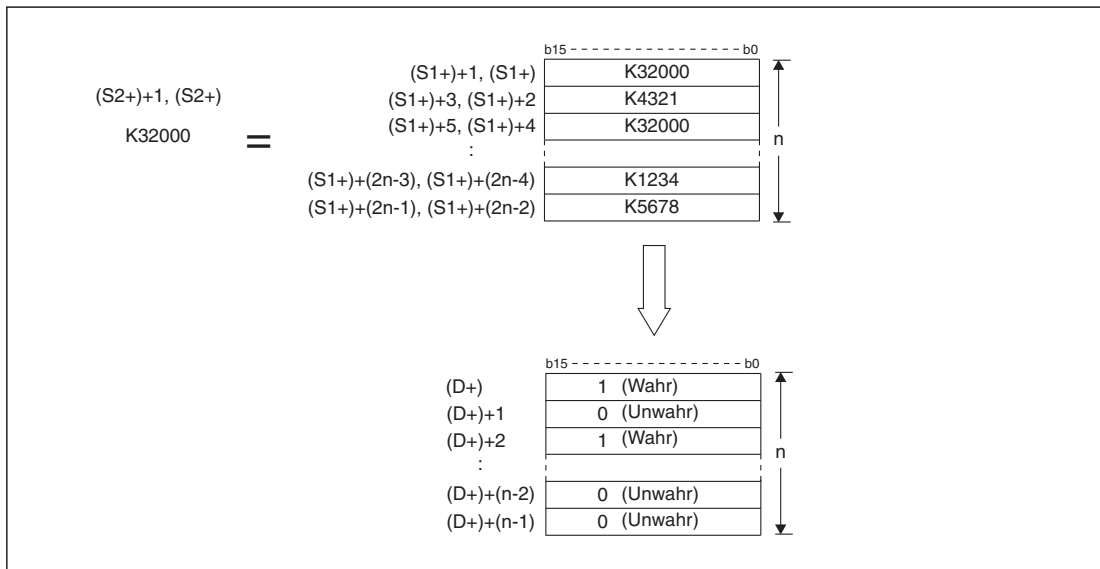 b15 - - - - - - - - - - - - - - - - - b0
(S1+)+1, (S1+) K32000
(S2+)+1, (S2+) (S1+)+3, (S1+)+2 K4321
K32000 = (S1+)+5, (S1+)+4 K32000
: n
(S1+)+(2n-3), (S1+)+(2n-4) K1234
(S1+)+(2n-1), (S1+)+(2n-2) K5678
b15 - - - - - - - - - - - - - - - - - b0
(D+) 1 (Wahr)
(D+)+1 0 (Unwahr)
(D+)+2 1 (Wahr)
: n
(D+)+(n-2) 0 (Unwahr)
(D+)+(n-1) 0 (Unwahr)